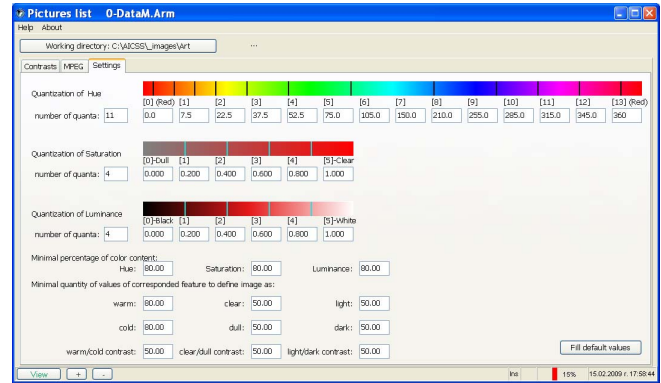 Pictures list 0-DataM.Arm
Help About
Working directory: C:\AICSS\_images\Art ...
Contrasts MPEG Settings
Quantization of Hue
[0] (Red) [1] [2] [3] [4] [5] [6] [7] [8] [9] [10] [11] [12] [13] (Red)
number of quanta: 11 0.0 7.5 22.5 37.5 52.5 75.0 105.0 150.0 210.0 255.0 285.0 315.0 345.0 360
Quantization of Saturation
[0]-Dull [1] [2] [3] [4] [5]-Clear
number of quanta: 4 0.000 0.200 0.400 0.600 0.800 1.000
Quantization of Luminance
[0]-Black [1] [2] [3] [4] [5]-White
number of quanta: 4 0.000 0.200 0.400 0.600 0.800 1.000
Minimal percentage of color content:
Hue: 80.00 Saturation: 80.00 Luminance: 80.00
Minimal quantity of values of corresponded feature to define image as:
warm: 80.00 clear: 50.00 light: 50.00
cold: 80.00 dull: 50.00 dark: 50.00
warm/cold contrast: 50.00 clear/dull contrast: 50.00 light/dark contrast: 50.00
Fill default values
View + - Ins 15% 15.02.2009 г. 17:58:44